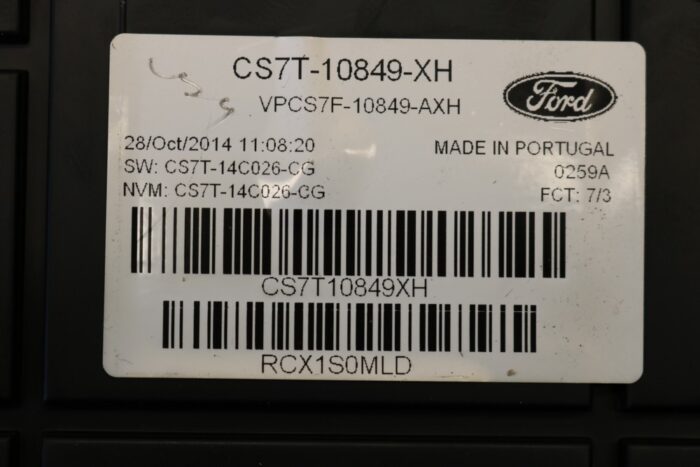 CS7T-10849-XH
VPCS7F-10849-AXH
Ford
28/Oct/2014 11:08:20
MADE IN PORTUGAL
SW: CS7T-14C026-CG
0259A
NVM: CS7T-14C026-CG
FCT: 7/3
CS7T10849XH
RCX1S0MLD